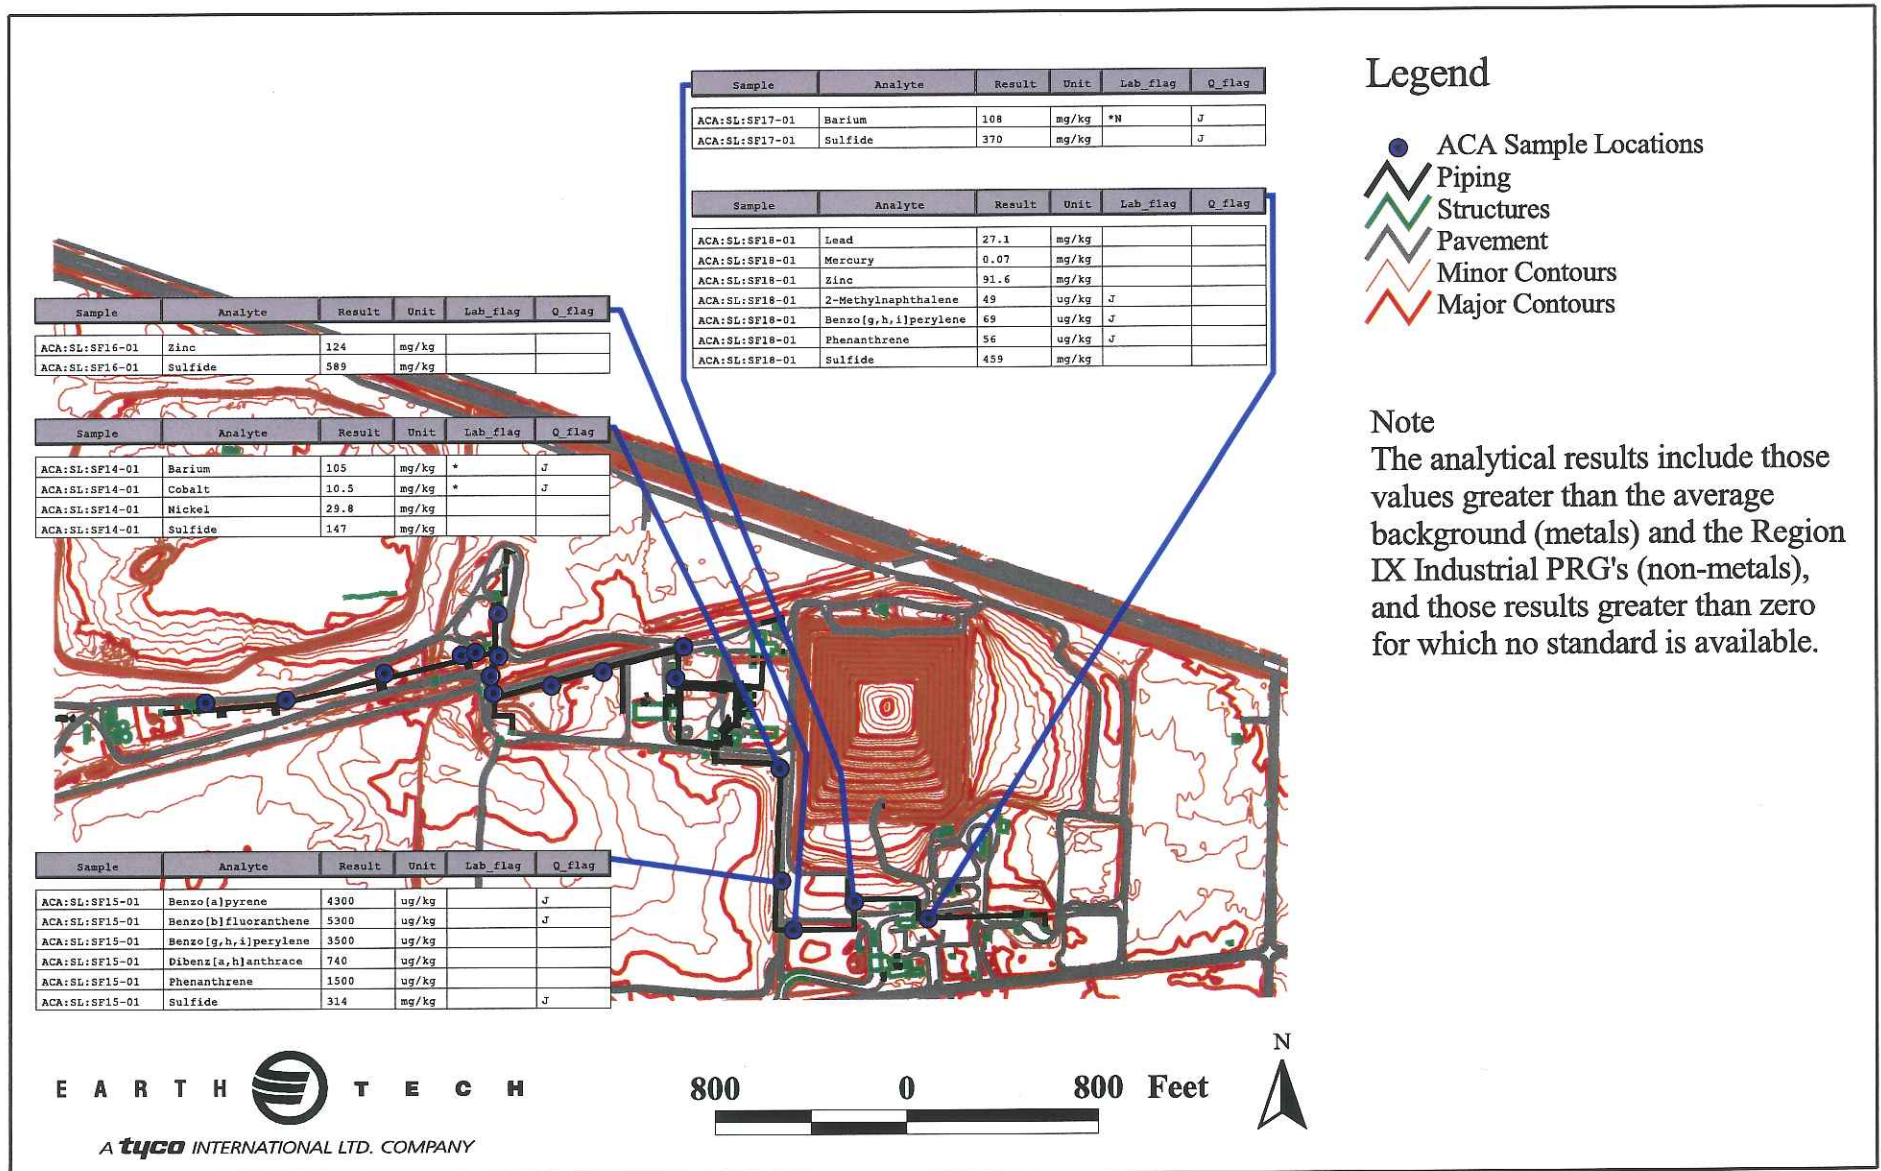 Sample Analyte Result Unit Lab_flag Q_flag
ACA:SL:SF17-01 Barium 108 mg/kg *N J
ACA:SL:SF17-01 Sulfide 370 mg/kg J
Sample Analyte Result Unit Lab_flag Q_flag
ACA:SL:SF18-01 Lead 27.1 mg/kg
ACA:SL:SF18-01 Mercury 0.07 mg/kg
ACA:SL:SF18-01 Zinc 91.6 mg/kg
ACA:SL:SF18-01 2-Methylnaphthalene 49 ug/kg J
ACA:SL:SF18-01 Benzo[g,h,i]perylene 69 ug/kg J
ACA:SL:SF18-01 Phenanthrene 56 ug/kg J
ACA:SL:SF18-01 Sulfide 459 mg/kg
Sample Analyte Result Unit Lab_flag Q_flag
ACA:SL:SF16-01 Zinc 124 mg/kg
ACA:SL:SF16-01 Sulfide 589 mg/kg
Sample Analyte Result Unit Lab_flag Q_flag
ACA:SL:SF14-01 Barium 105 mg/kg * J
ACA:SL:SF14-01 Cobalt 10.5 mg/kg * J
ACA:SL:SF14-01 Nickel 29.8 mg/kg
ACA:SL:SF14-01 Sulfide 147 mg/kg
Sample Analyte Result Unit Lab_flag Q_flag
ACA:SL:SF15-01 Benzo[a]pyrene 4300 ug/kg J
ACA:SL:SF15-01 Benzo[b]fluoranthene 5300 ug/kg J
ACA:SL:SF15-01 Benzo[g,h,i]perylene 3500 ug/kg
ACA:SL:SF15-01 Dibenz[a,h]anthrace 740 ug/kg
ACA:SL:SF15-01 Phenanthrene 1500 ug/kg
ACA:SL:SF15-01 Sulfide 314 mg/kg J
Legend
ACA Sample Locations
Piping
Structures
Pavement
Minor Contours
Major Contours
Note
The analytical results include those
values greater than the average
background (metals) and the Region
IX Industrial PRG's (non-metals),
and those results greater than zero
for which no standard is available.
EARTH TECH
A tyco INTERNATIONAL LTD. COMPANY
800 0 800 Feet
N